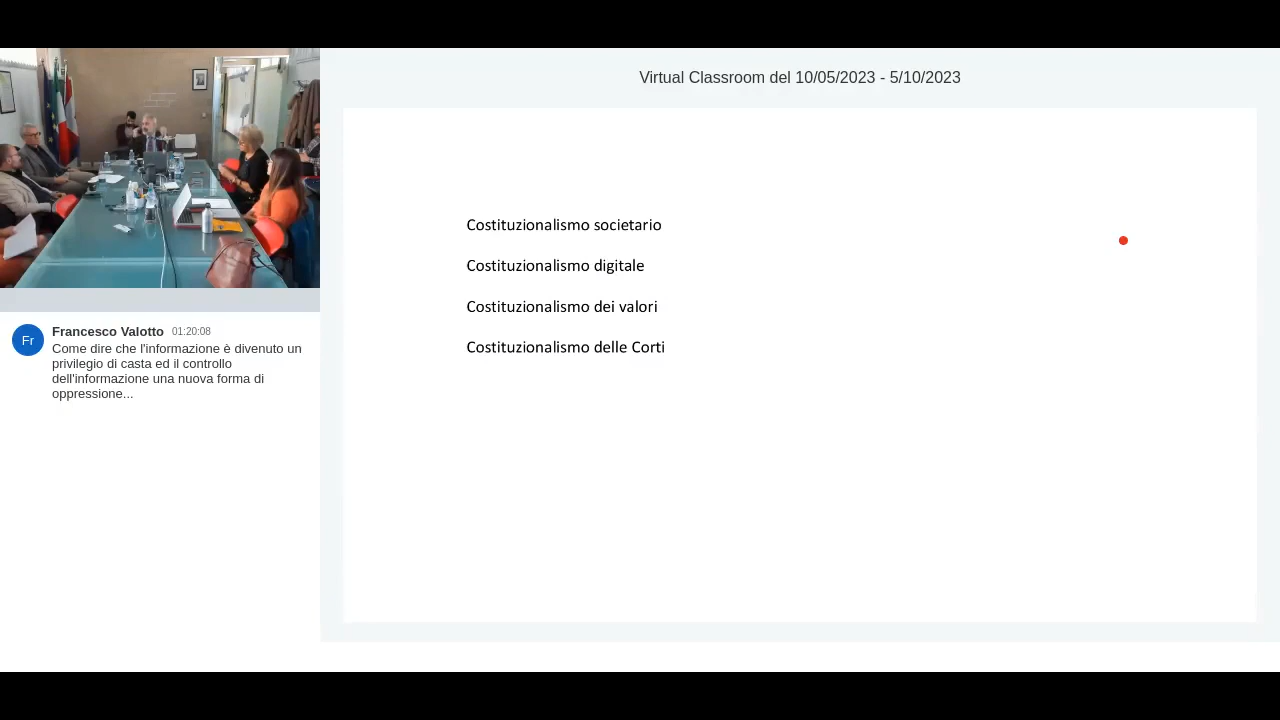 Virtual Classroom del 10/05/2023 - 5/10/2023
Costituzionalismo societario
Costituzionalismo digitale
Costituzionalismo dei valori
Costituzionalismo delle Corti
Fr
Francesco Valotto 01:20:08
Come dire che l'informazione è divenuto un
privilegio di casta ed il controllo
dell'informazione una nuova forma di
oppressione...